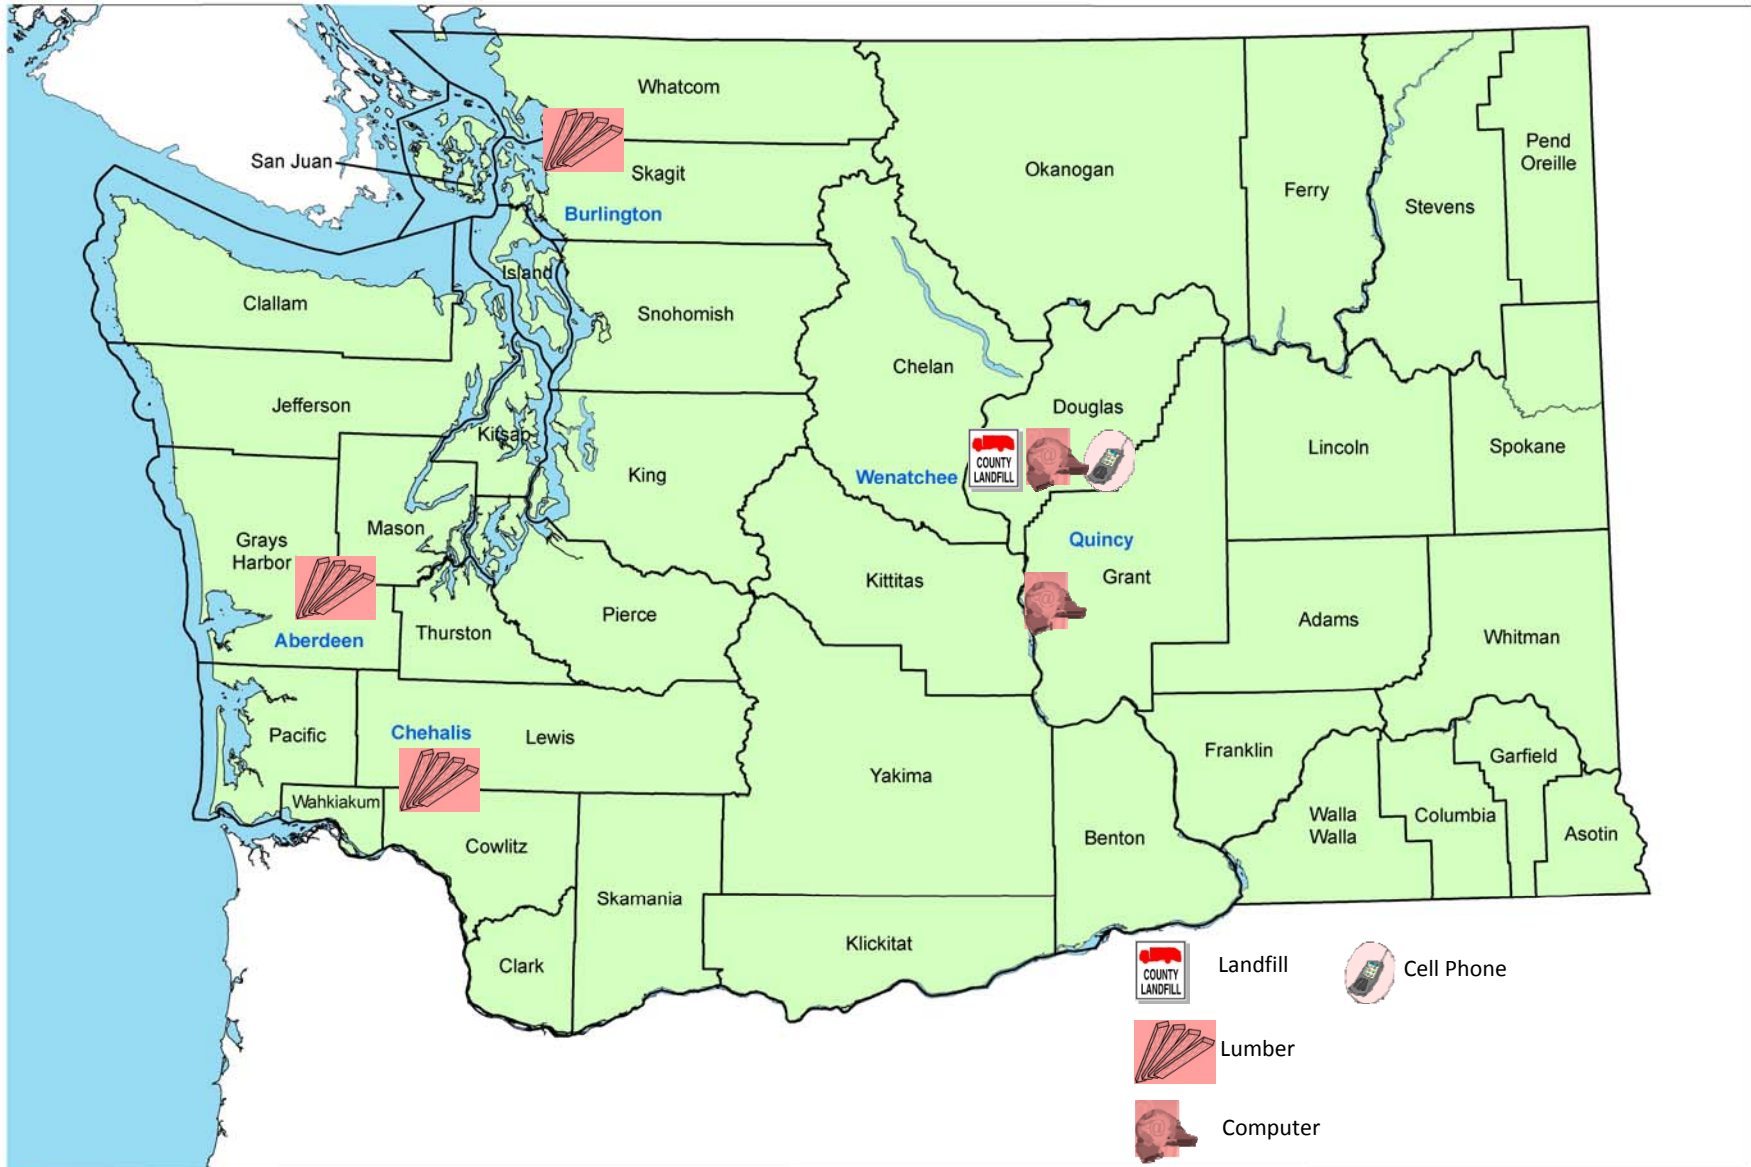 Whatcom
San Juan
Skagit
Burlington
Okanogan
Ferry
Stevens
Pend
Oreille
Island
Clallam
Snohomish
Chelan
Jefferson
Douglas
Kitsap
King
Wenatchee
COUNTY
LANDFILL
Lincoln
Spokane
Mason
Grays
Harbor
Quincy
Grant
Kittitas
Aberdeen
Thurston
Pierce
Adams
Whitman
Pacific
Chehalis
Lewis
Yakima
Franklin
Garfield
Wahkiakum
Cowlitz
Benton
Walla
Walla
Columbia
Asotin
Skamania
Klickitat
Clark
COUNTY
LANDFILL
Landfill
Cell Phone
Lumber
Computer